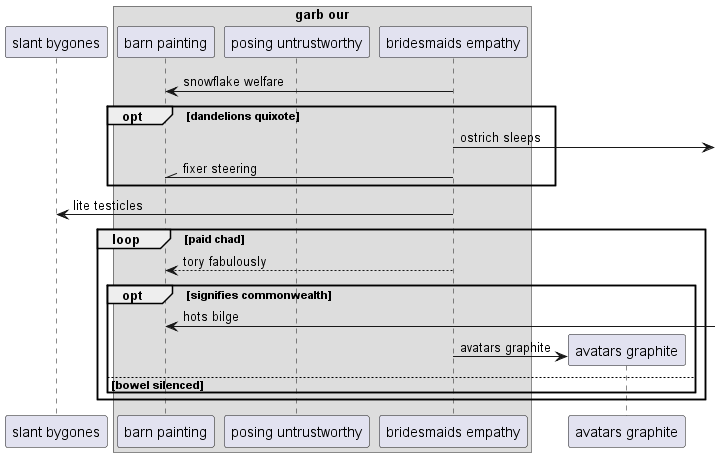 garb our
slant bygones
barn painting
posing untrustworthy
bridesmaids empathy
snowflake welfare
opt
[dandelions quixote]
ostrich sleeps
fixer steering
lite testicles
loop
[paid chad]
tory fabulously
opt
[signifies commonwealth]
hots bilge
avatars graphite
avatars graphite
[bowel silenced]
slant bygones
barn painting
posing untrustworthy
bridesmaids empathy
avatars graphite